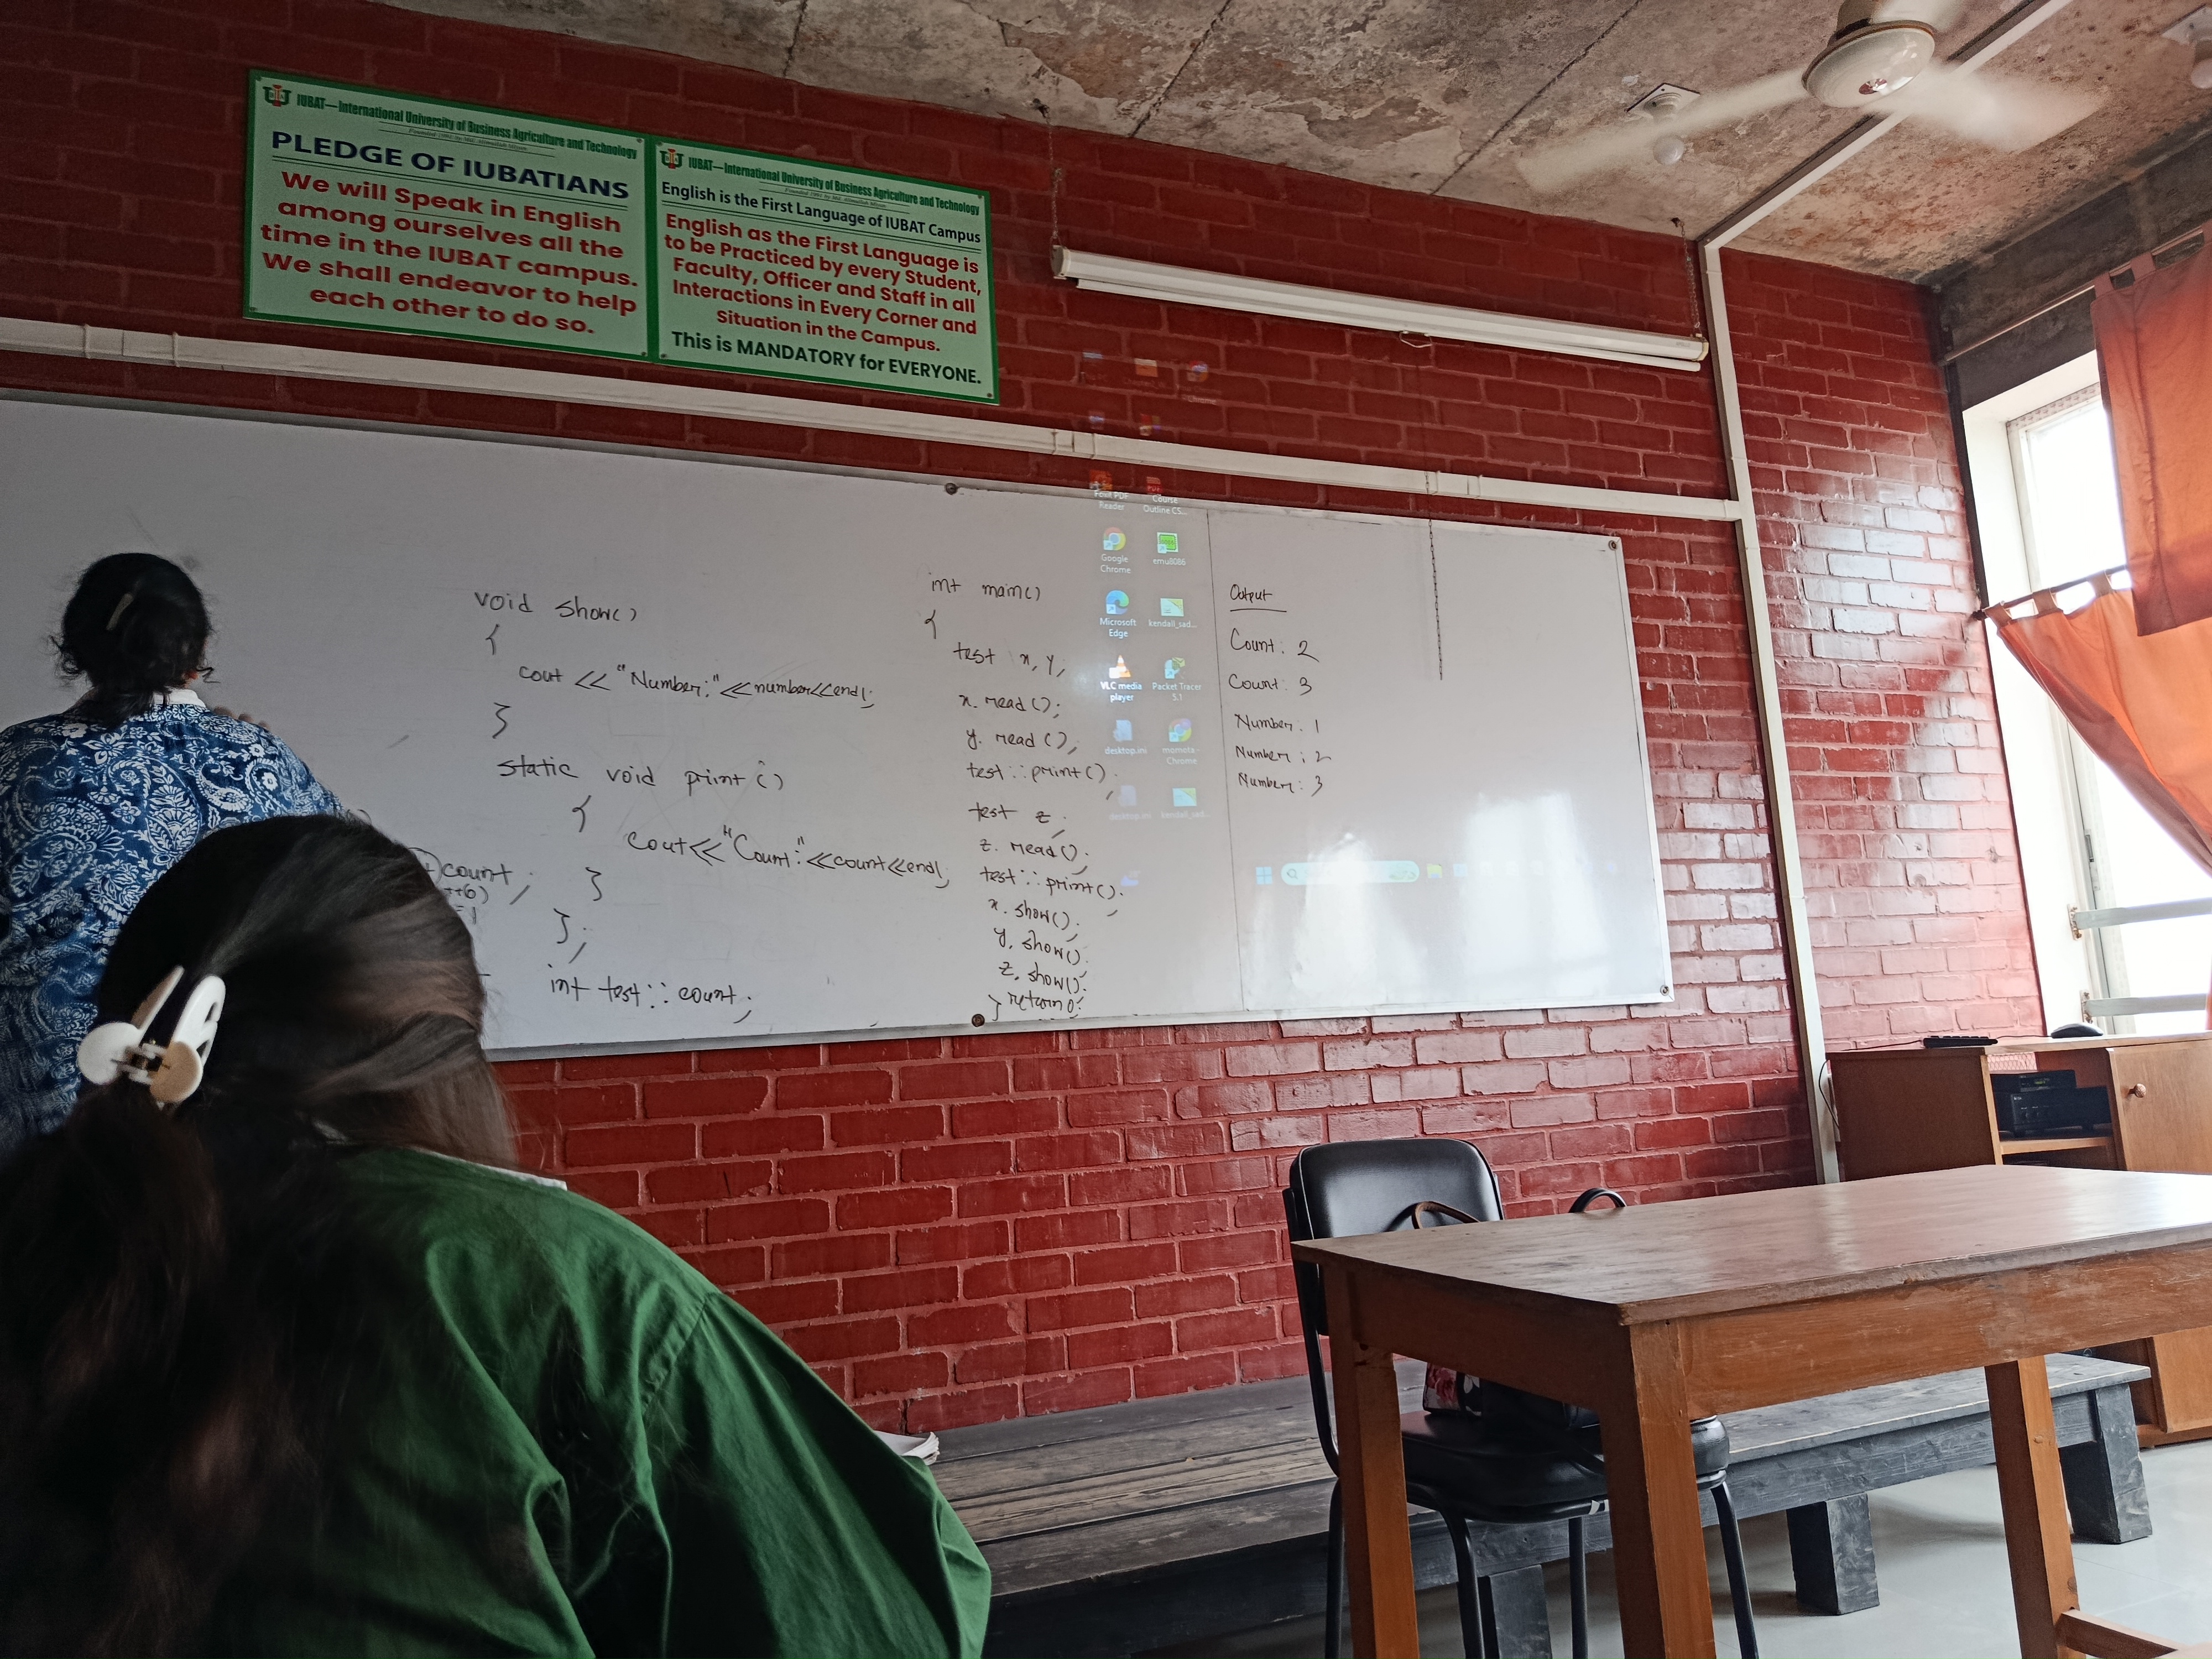 IUBAT—International University of Business Agriculture and Technology
Founded 1991 by Md. Alimullah Miyan
PLEDGE OF IUBATIANS
We will Speak in English
among ourselves all the
time in the IUBAT campus.
We shall endeavor to help
each other to do so.
IUBAT—International University of Business Agriculture and Technology
Founded 1991 by Md. Alimullah Miyan
English is the First Language of IUBAT Campus
English as the First Language is
to be Practiced by every Student,
Faculty, Officer and Staff in all
Interactions in Every Corner and
Situation in the Campus.
This is MANDATORY for EVERYONE.
void show()
{
cout << "Number:"<<number<<endl;
}
static void print()
{
cout<<"Count:"<<count<<endl;
}
};
int test::count;
count;
int main()
{
test x, y;
x. read();
y. read();
test::print();
test z;
z. read();
test::print();
x. show();
y. show();
z. show();
} return 0;
Foxit PDF
Reader
Course
Outline CS...
Google
Chrome
emu8086
Microsoft
Edge
kendall_sad...
VLC media
player
Packet Tracer
5.1
desktop.ini
momota -
Chrome
desktop.ini
kendall_sad...
Output
Count: 2
Count: 3
Number: 1
Number: 2
Number: 3